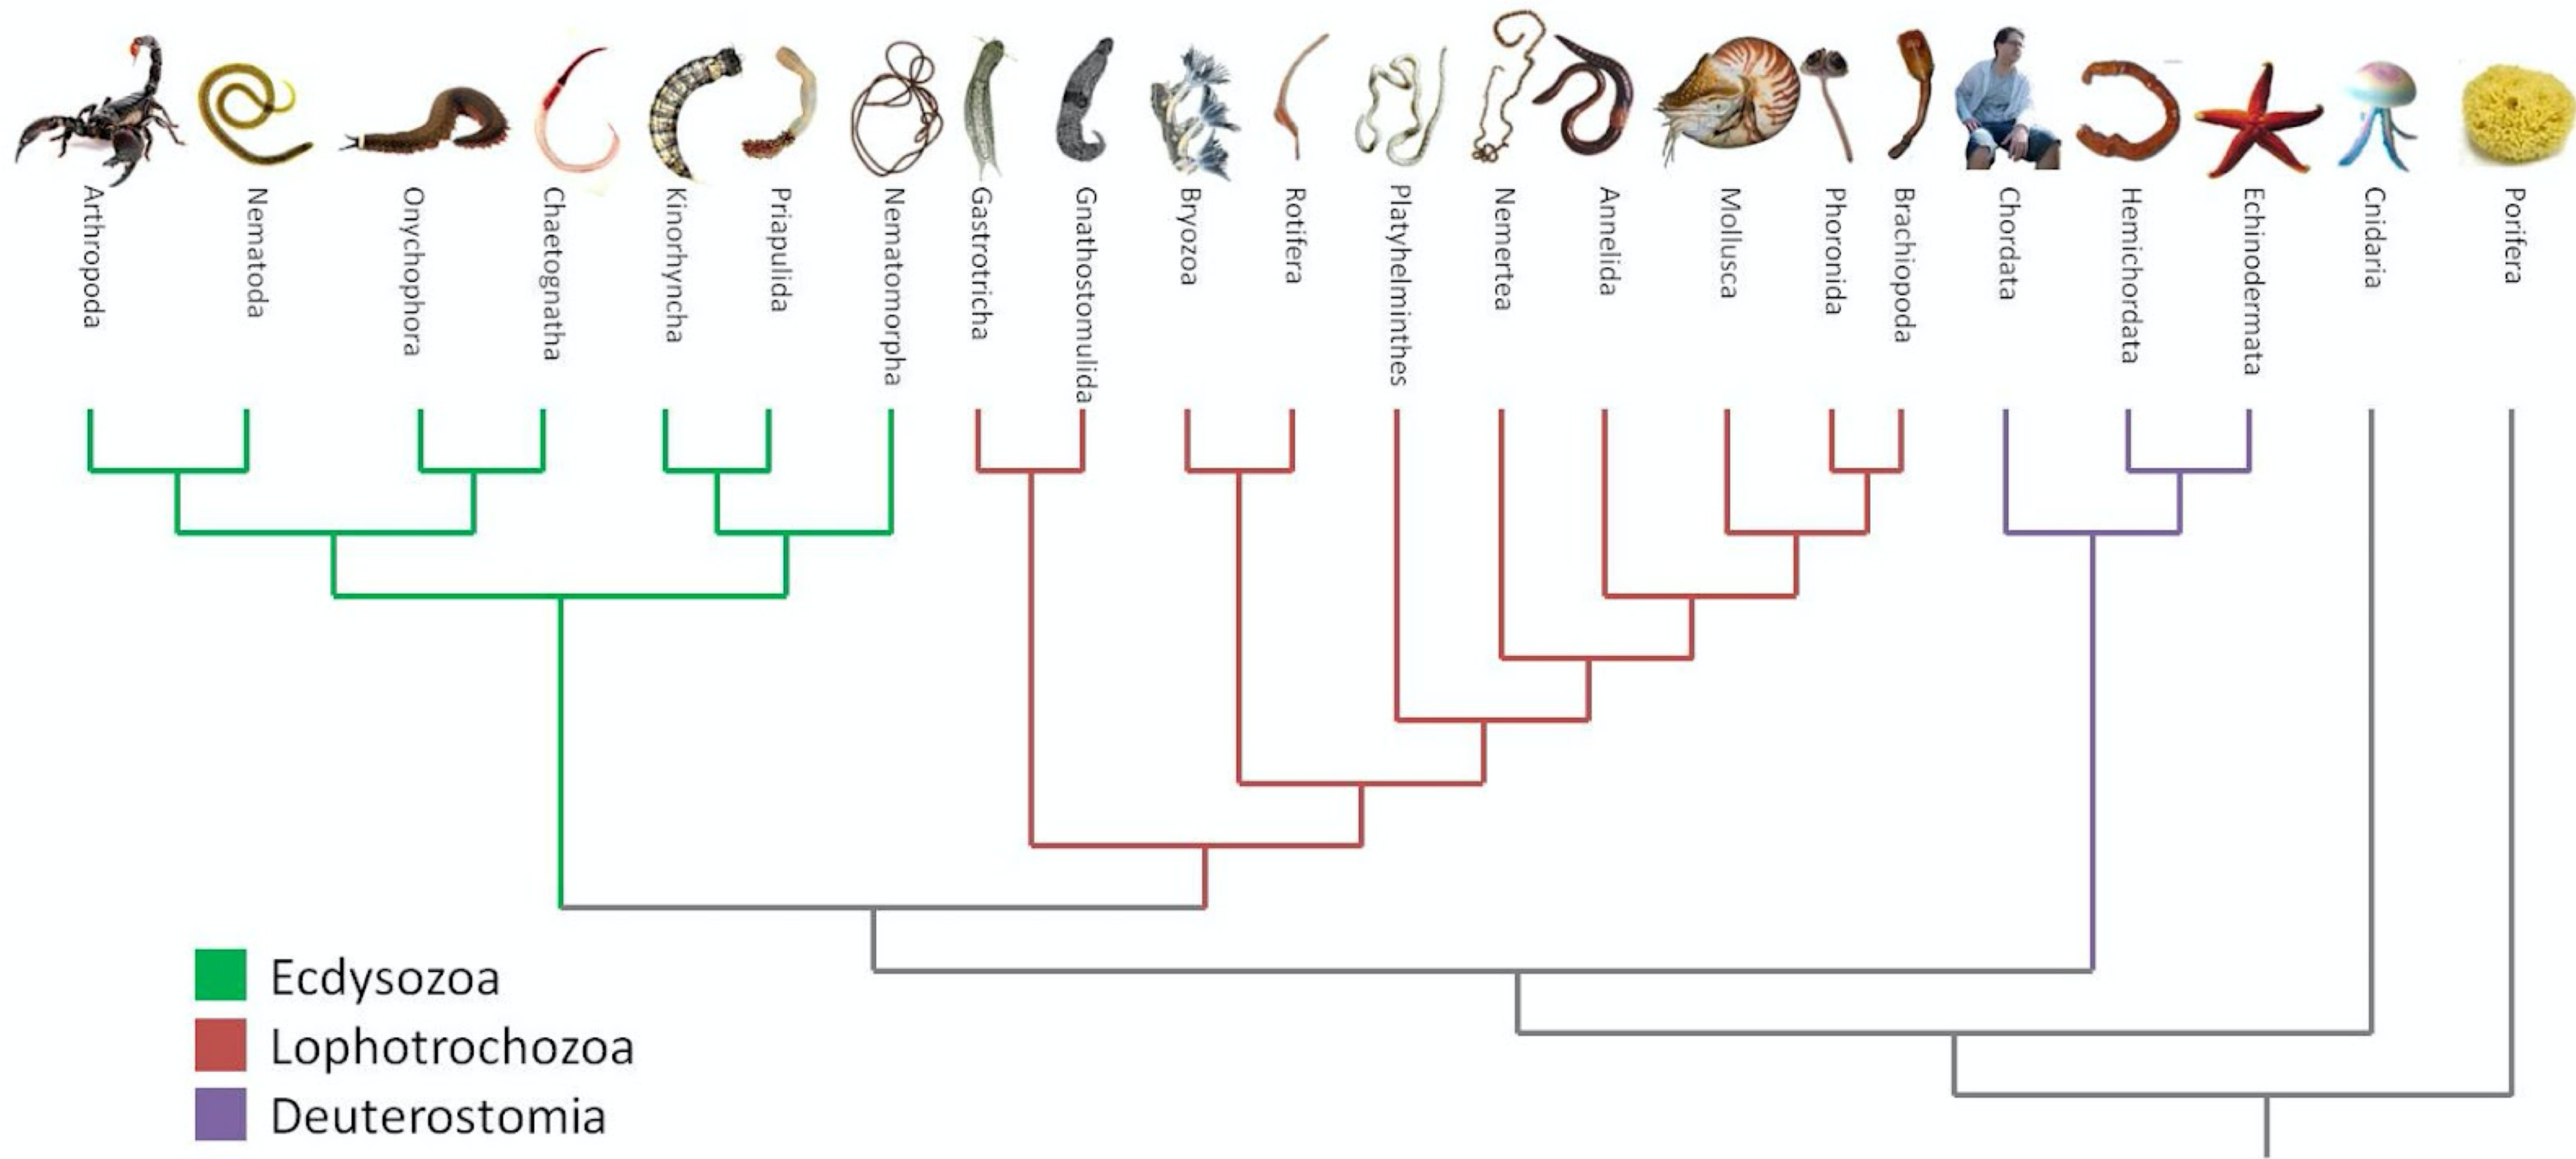 Arthropoda
Nematoda
Onychophora
Chaetognatha
Kinorhyncha
Priapulida
Nematomorpha
Gastrotricha
Gnathostomulida
Bryozoa
Rotifera
Platyhelminthes
Nemertea
Annelida
Mollusca
Phoronida
Brachiopoda
Chordata
Hemichordata
Echinodermata
Cnidaria
Porifera
Ecdysozoa
Lophotrochozoa
Deuterostomia